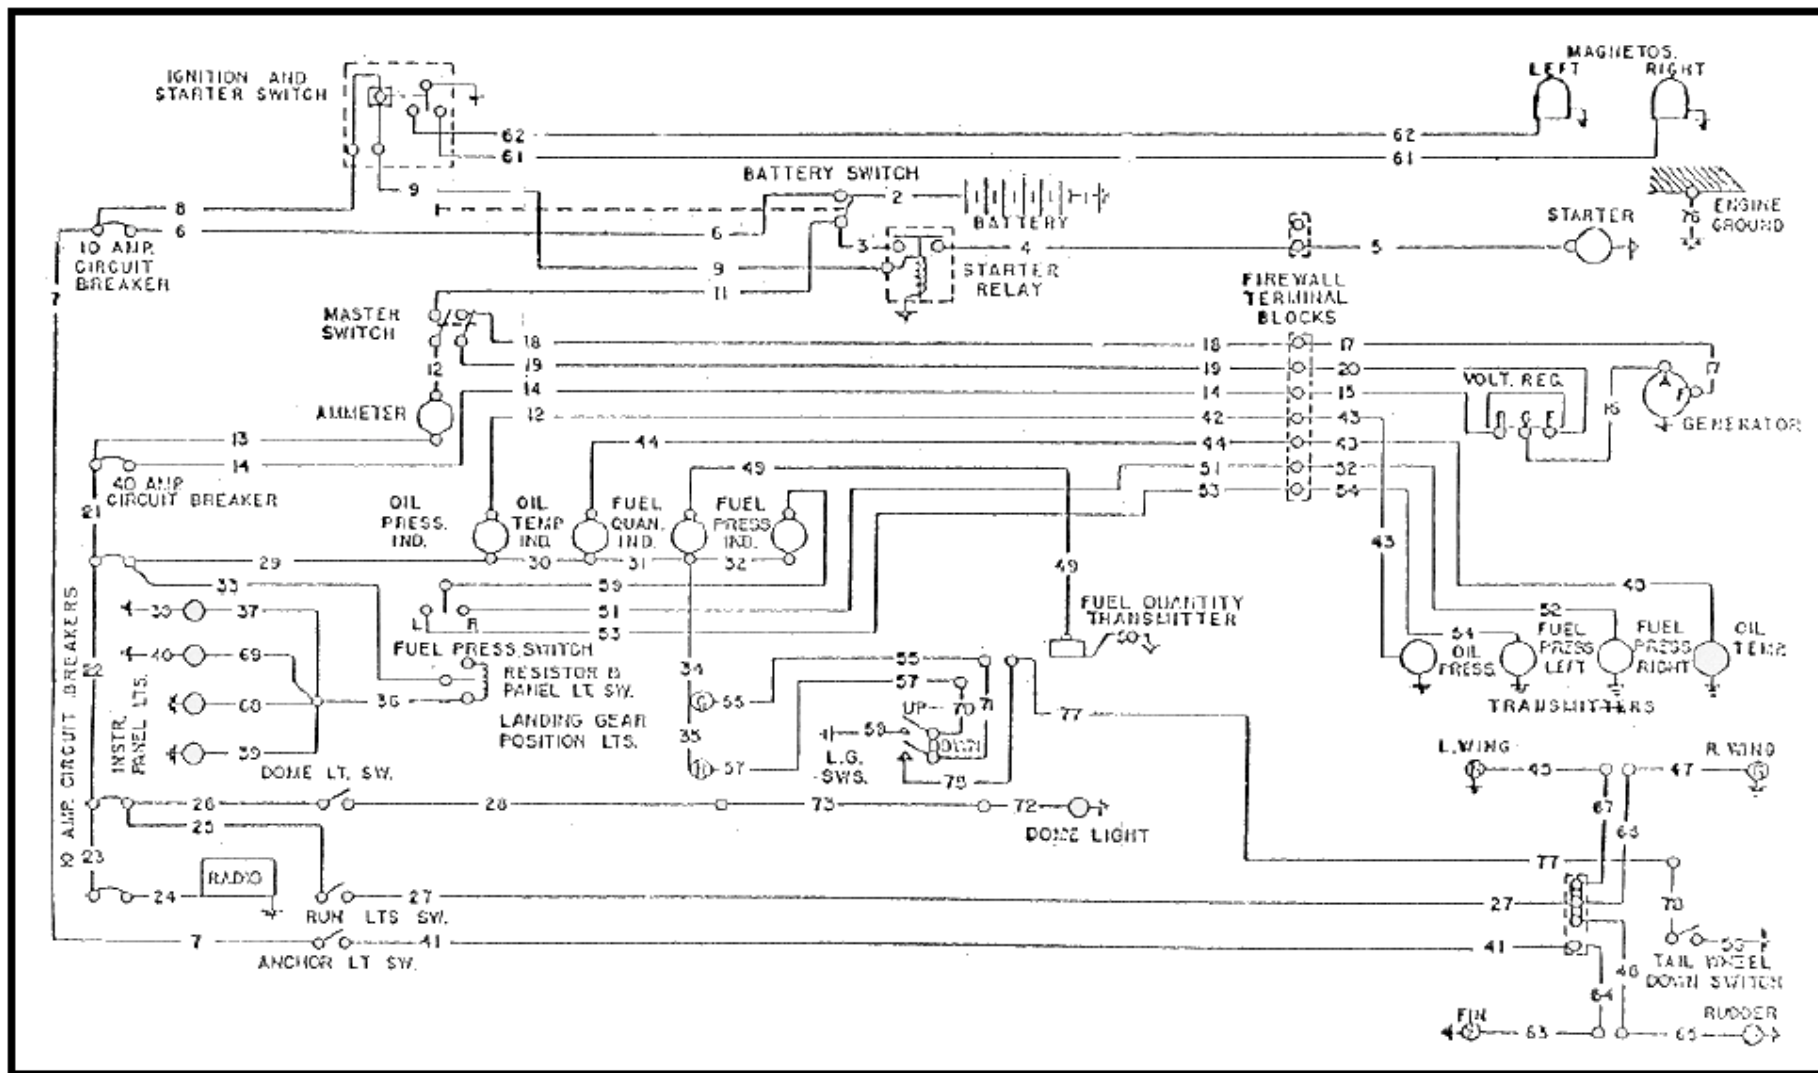 MAGNETOS.
LEFT
RIGHT
IGNITION AND
STARTER SWITCH
62
62
61
61
BATTERY SWITCH
9
2
8
BATTERY
STARTER
76
ENGINE
GROUND
6
6
3
4
5
10 AMP.
CIRCUIT
BREAKER
9
STARTER
RELAY
FIREWALL
TERMINAL
BLOCKS
7
11
MASTER
SWITCH
18
18
17
17
12
19
19
20
VOLT. REG.
A
F
14
14
15
AMMETER
12
42
43
GENERATOR
13
44
44
43
14
49
51
52
40 AMP
CIRCUIT BREAKER
53
54
21
OIL
PRESS.
IND.
OIL
TEMP
IND.
FUEL
QUAN.
IND.
FUEL
PRESS
IND.
43
29
30
31
32
49
33
59
FUEL QUANTITY
TRANSMITTER
37
51
52
L
R
53
54
FUEL PRESS. SWITCH
OIL
PRESS.
FUEL
PRESS
LEFT
FUEL
PRESS
RIGHT
OIL
TEMP.
40
69
34
55
RESISTOR &
PANEL LT. SW.
57
TRANSMITTERS
68
36
55
UP
70
71
77
LANDING GEAR
POSITION LTS.
35
DOWN
L.G.
SWS.
L. WING
R. WING
INSTR.
PANEL LTS.
39
57
45
47
DOME LT. SW.
10 AMP CIRCUIT BREAKERS
26
28
73
72
67
25
DOME LIGHT
23
77
RADIO
24
27
27
RUN LTS SW.
7
41
41
ANCHOR LT SW.
TAIL WHEEL
DOWN SWITCH
46
64
FIN
63
65
RUDDER